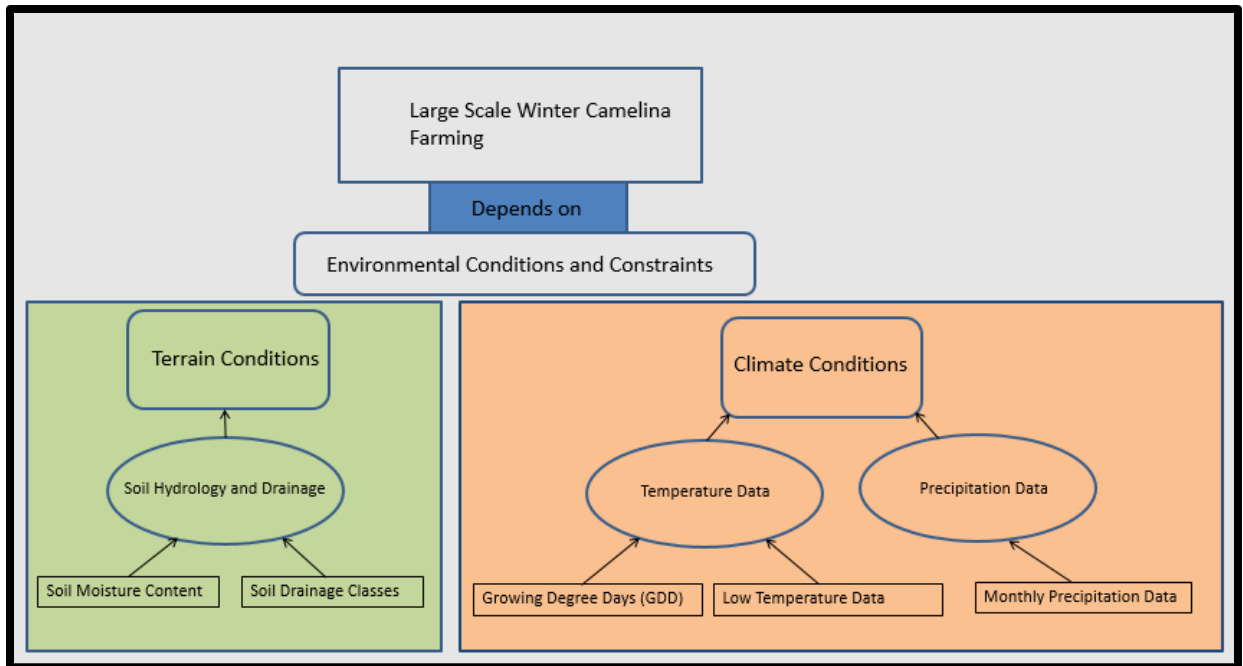 Large Scale Winter Camelina
Farming
Depends on
Environmental Conditions and Constraints
Terrain Conditions
Climate Conditions
Soil Hydrology and Drainage
Temperature Data
Precipitation Data
Soil Moisture Content
Soil Drainage Classes
Growing Degree Days (GDD)
Low Temperature Data
Monthly Precipitation Data